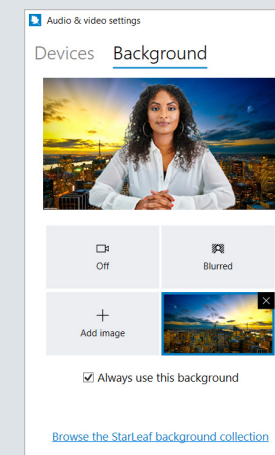 Audio & video settings
Devices Background
Off Blurred
Add image
Always use this background
Browse the StarLeaf background collection